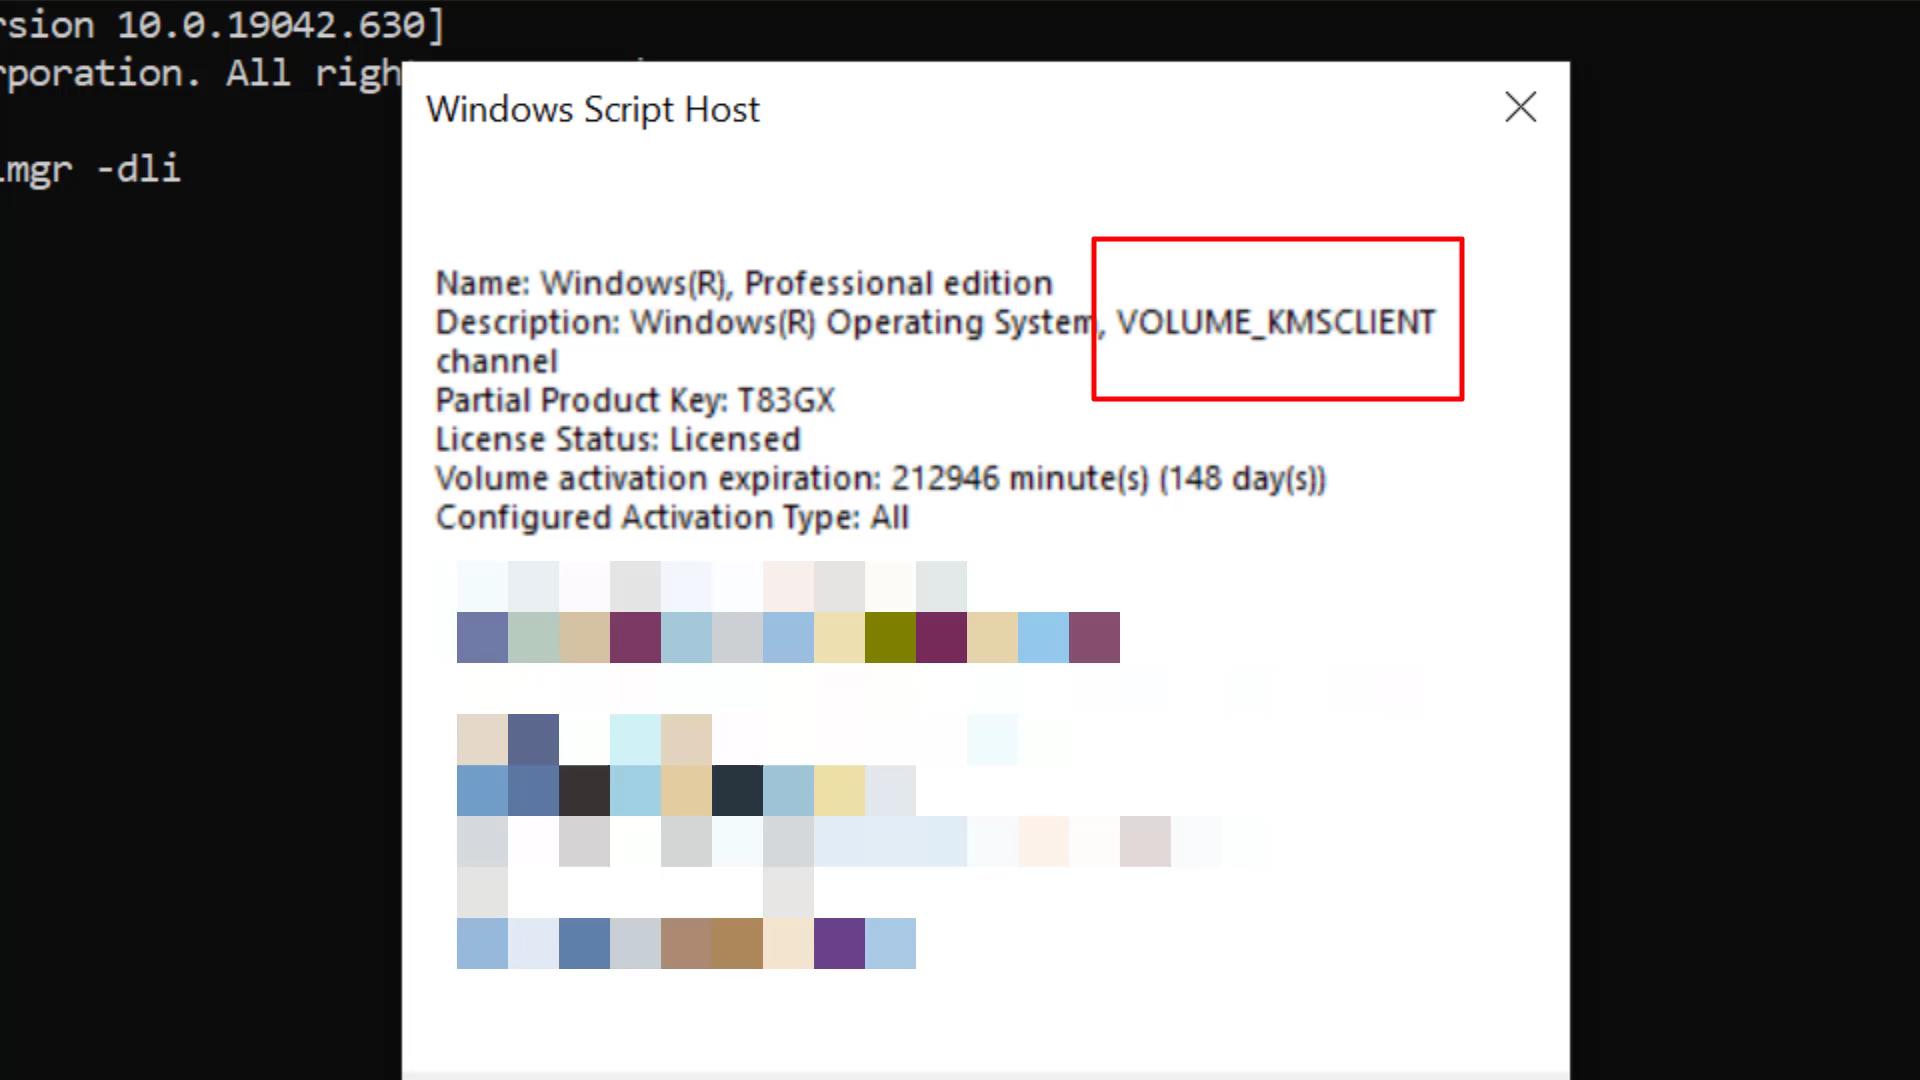 rsion 10.0.19042.630]
rporation. All righ
Windows Script Host
lmgr -dli
Name: Windows(R), Professional edition
Description: Windows(R) Operating System, VOLUME_KMSCLIENT
channel
Partial Product Key: T83GX
License Status: Licensed
Volume activation expiration: 212946 minute(s) (148 day(s))
Configured Activation Type: All